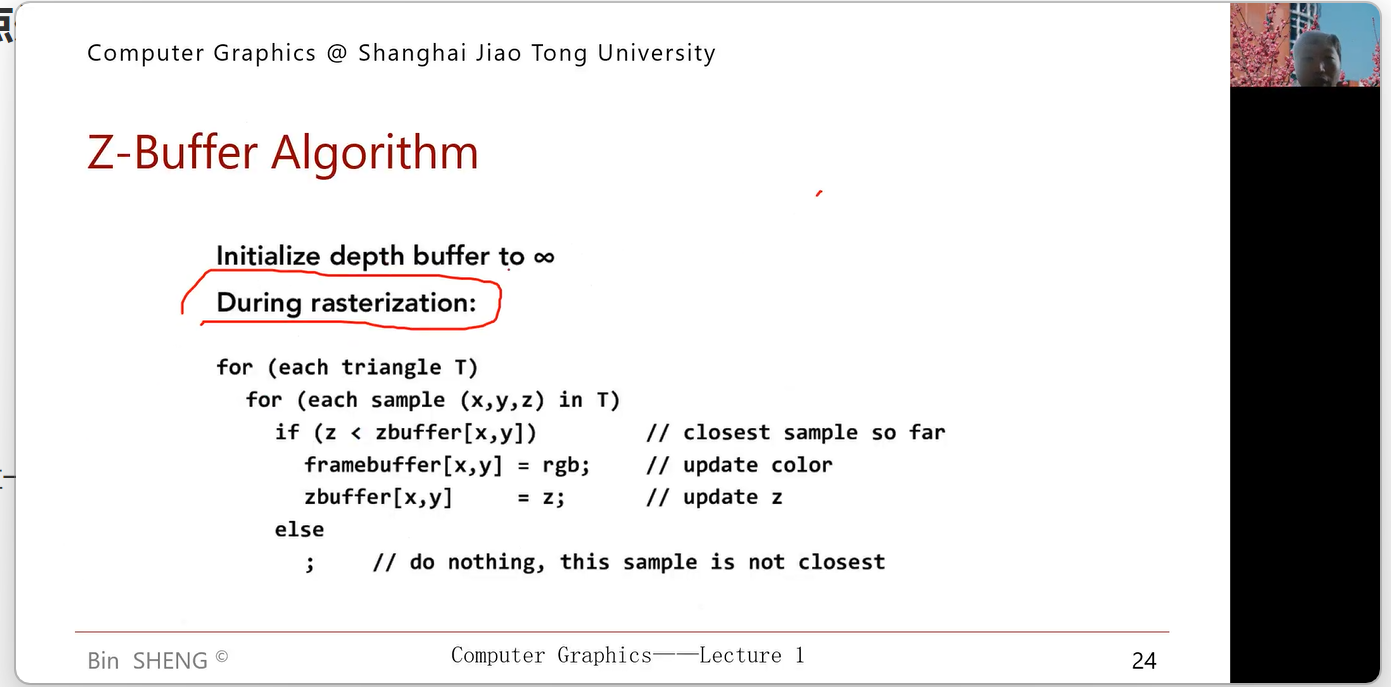 Computer Graphics @ Shanghai Jiao Tong University
Z-Buffer Algorithm
Initialize depth buffer to ∞
During rasterization:
for (each triangle T)
for (each sample (x,y,z) in T)
if (z < zbuffer[x,y]) // closest sample so far
framebuffer[x,y] = rgb; // update color
zbuffer[x,y] = z; // update z
else
; // do nothing, this sample is not closest
Bin SHENG © Computer Graphics——Lecture 1 24